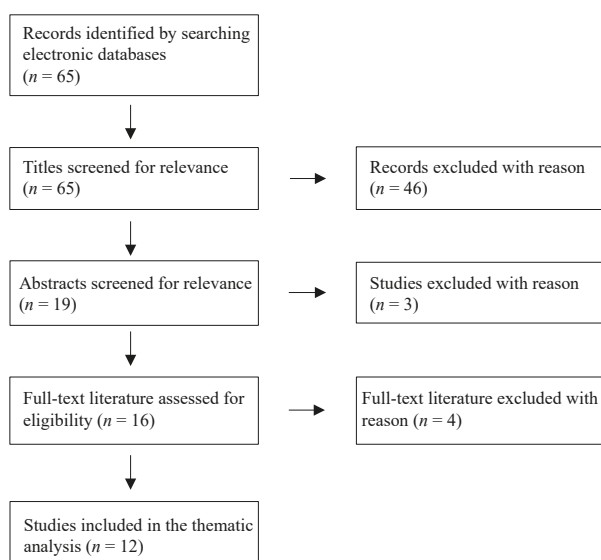 Records identified by searching
electronic databases
(n = 65)
Titles screened for relevance
(n = 65)
Records excluded with reason
(n = 46)
Abstracts screened for relevance
(n = 19)
Studies excluded with reason
(n = 3)
Full-text literature assessed for
eligibility (n = 16)
Full-text literature excluded with
reason (n = 4)
Studies included in the thematic
analysis (n = 12)